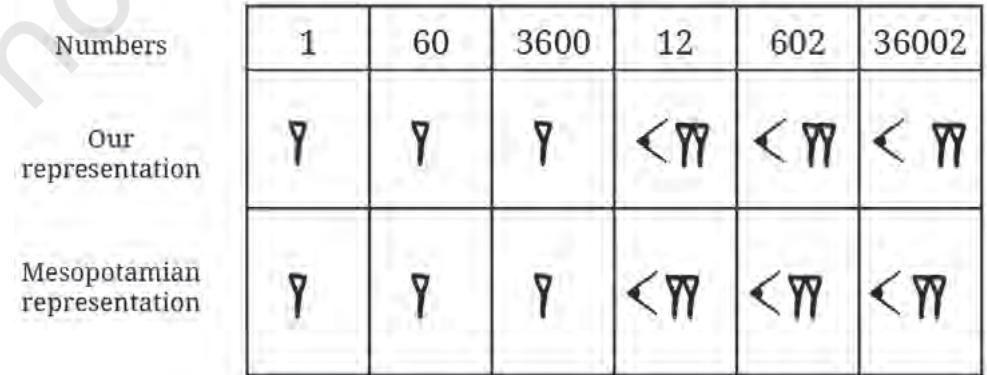 Numbers 1 60 3600 12 602 36002
Our
representation 𒁹 𒁹 𒁹 𒌋𒈫 𒌋 𒈫 𒌋 𒈫
Mesopotamian
representation 𒁹 𒁹 𒁹 𒌋𒈫 𒌋𒈫 𒌋𒈫